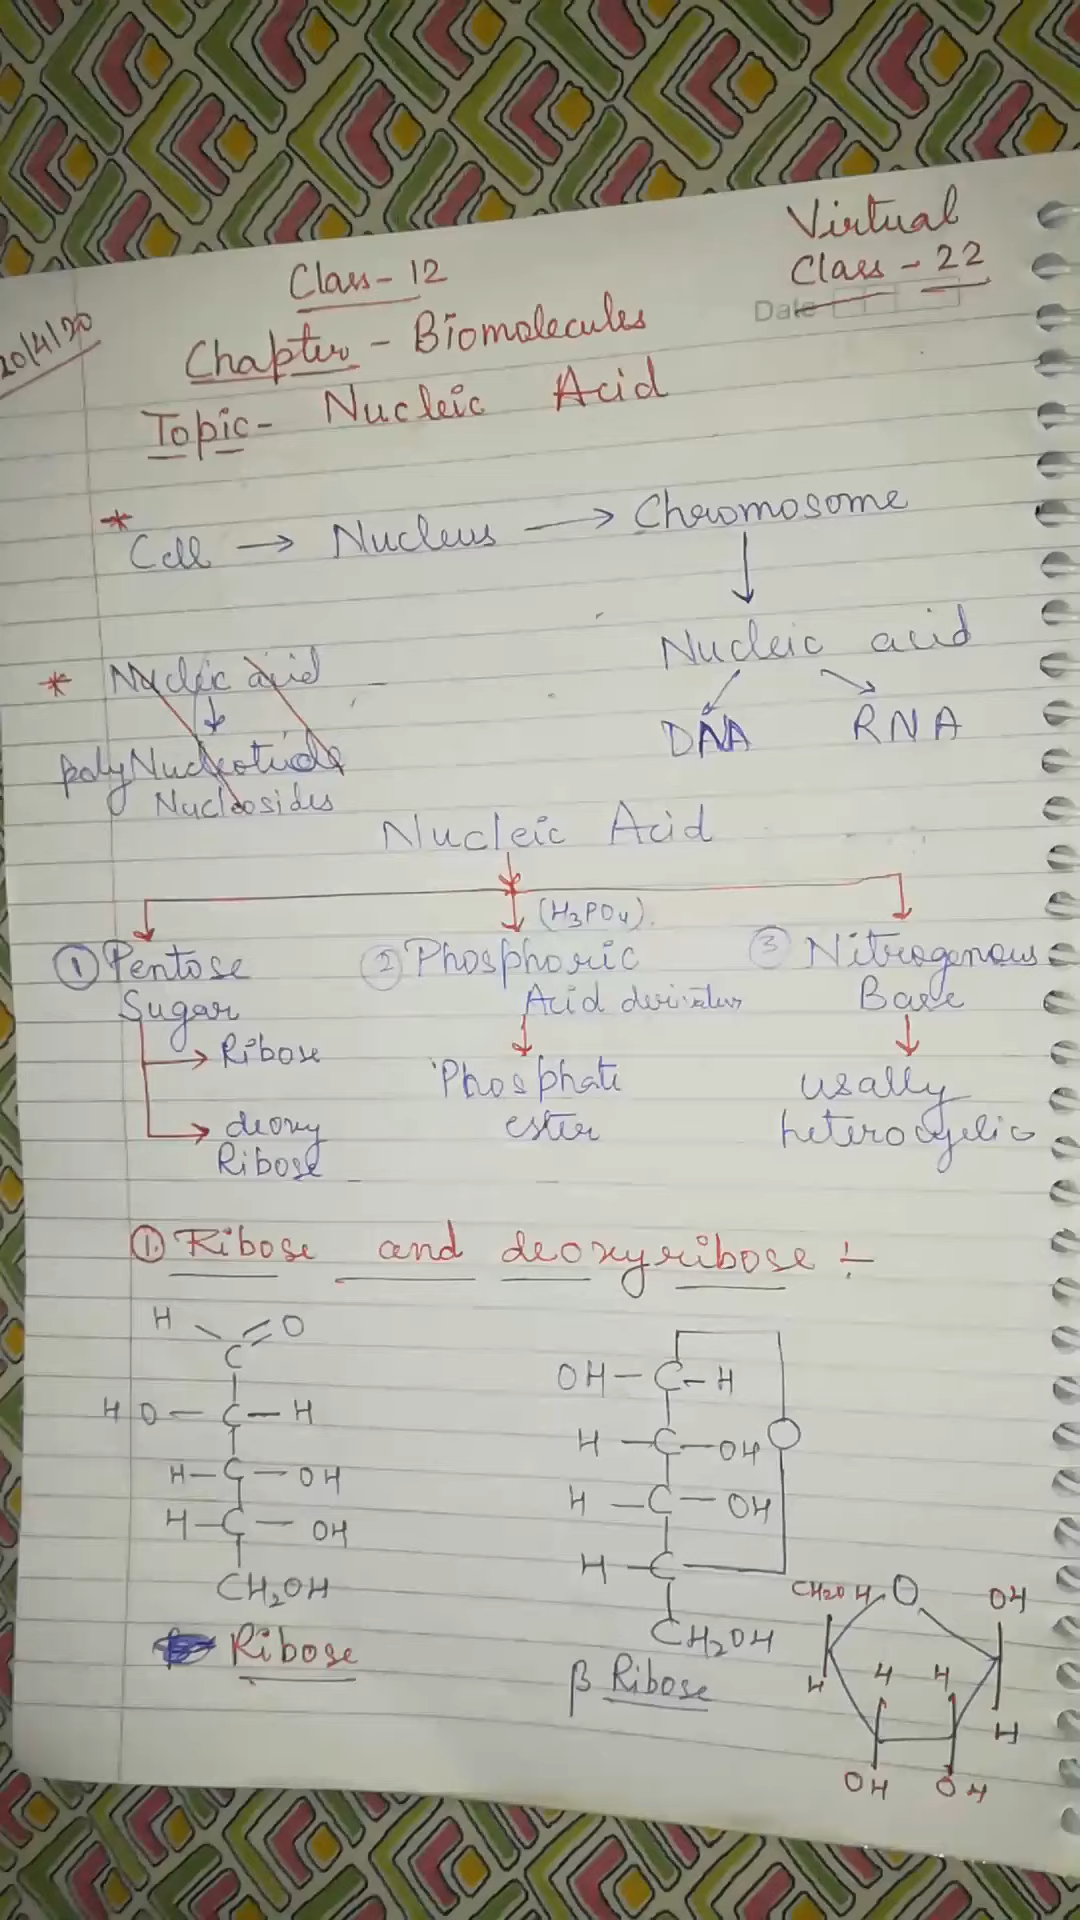 Virtual
Class - 22
Date
20/4/20
Class - 12
Chapter - Biomolecules
Topic - Nucleic Acid
* Cell → Nucleus → Chromosome
↓
Nucleic acid
DNA RNA
* Nucleic acid
↓
polyNucleotide
Nucleosides
Nucleic Acid
(H3PO4).
① Pentose Sugar
→ Ribose
→ deoxy Ribose
② Phosphoric
Acid
↓
Phosphate
ester
③ Nitrogenous
Base
↓
usally
heterocyclic
① Ribose and deoxyribose :-
H O
C
HO - C - H
H - C - OH
H - C - OH
CH2OH
Ribose
OH - C - H
H - C - OH
O
H - C - OH
H - C
CH2OH
β Ribose
CH2OH O OH
H H H H
OH OH